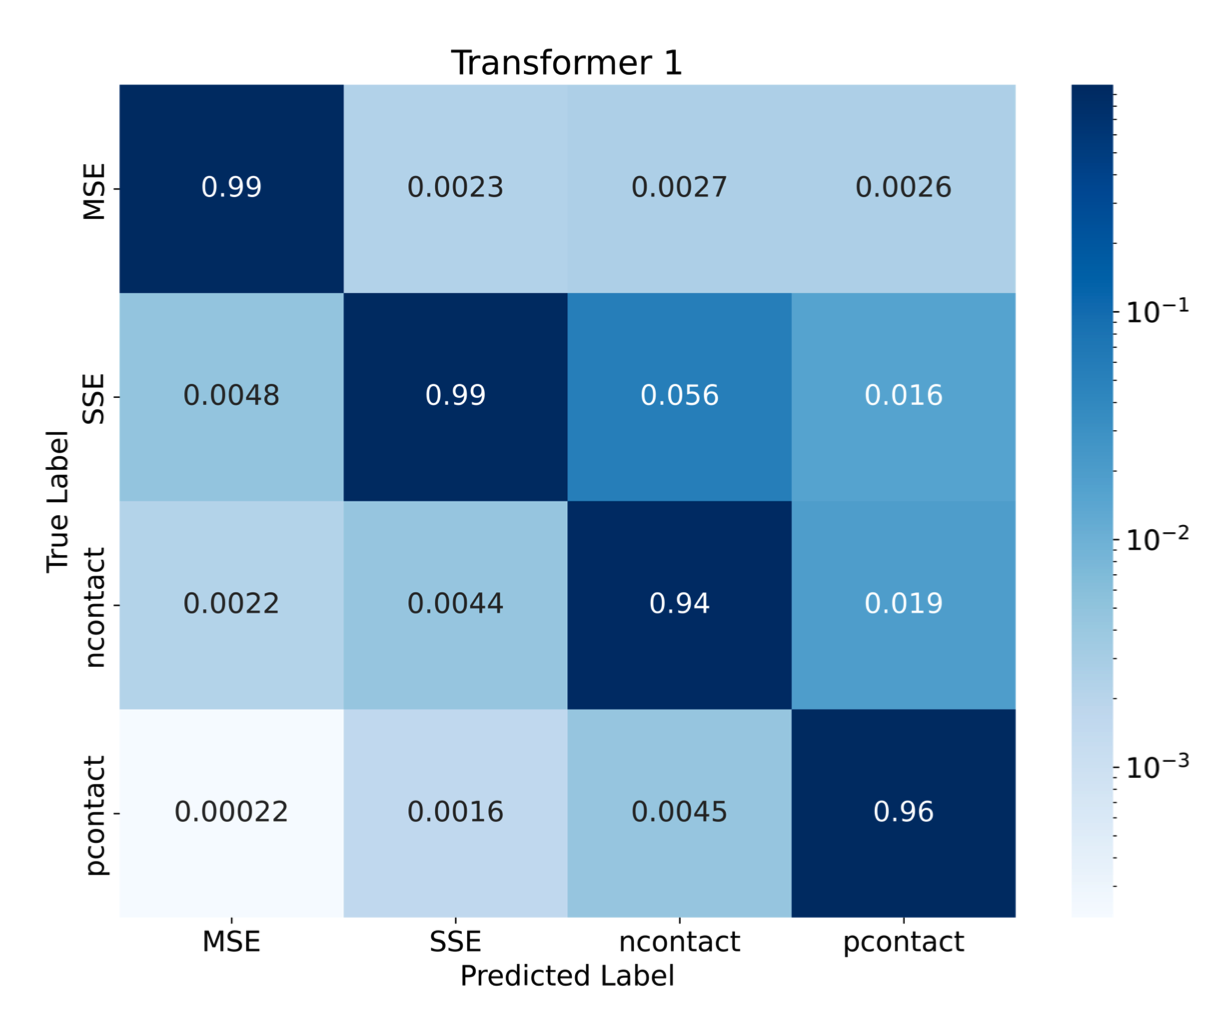 Transformer 1
True Label
MSE
0.99 0.0023 0.0027 0.0026
SSE
0.0048 0.99 0.056 0.016
ncontact
0.0022 0.0044 0.94 0.019
pcontact
0.00022 0.0016 0.0045 0.96
MSE SSE ncontact pcontact
Predicted Label
10⁻¹
10⁻²
10⁻³